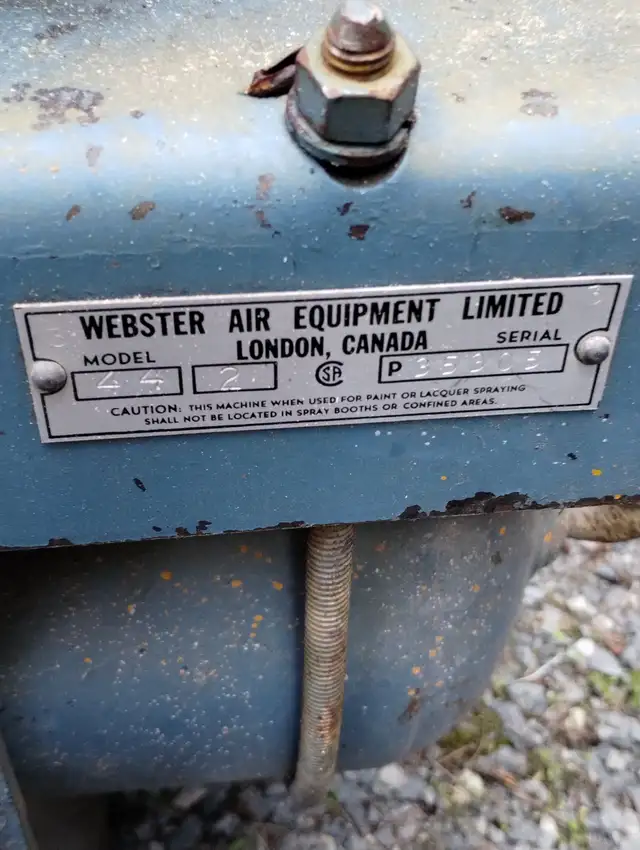 WEBSTER AIR EQUIPMENT LIMITED
LONDON, CANADA
MODEL 44 2 SA SERIAL P 35305
CAUTION: THIS MACHINE WHEN USED FOR PAINT OR LACQUER SPRAYING
SHALL NOT BE LOCATED IN SPRAY BOOTHS OR CONFINED AREAS.